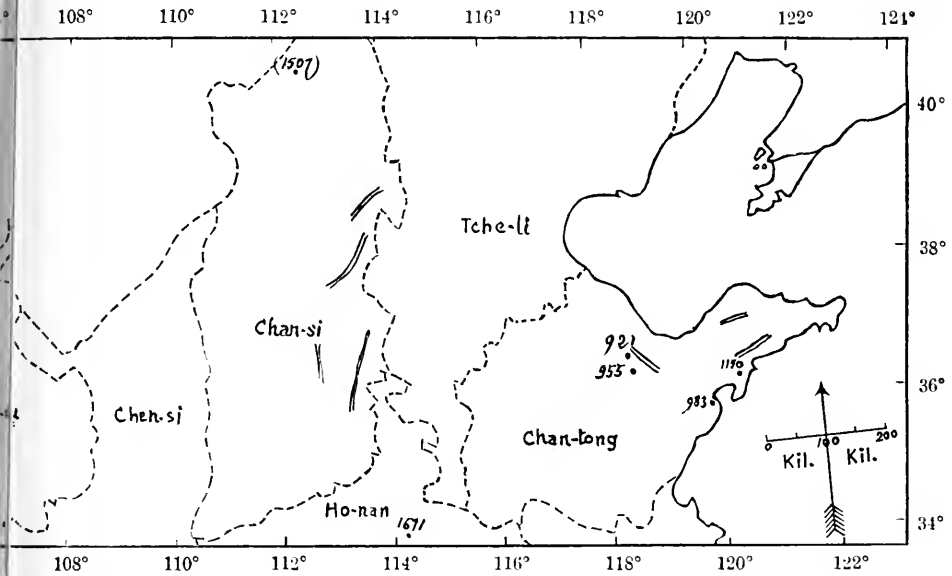 108° 110° 112° 114° 116° 118° 120° 122° 124°
(1507)
40°
Tche-li
38°
Chan-si
921
955
1190
36°
Chen-si
983
Chan-tong
0 100 200
Kil. Kil.
Ho-nan
1671
34°
108° 110° 112° 114° 116° 118° 120° 122°